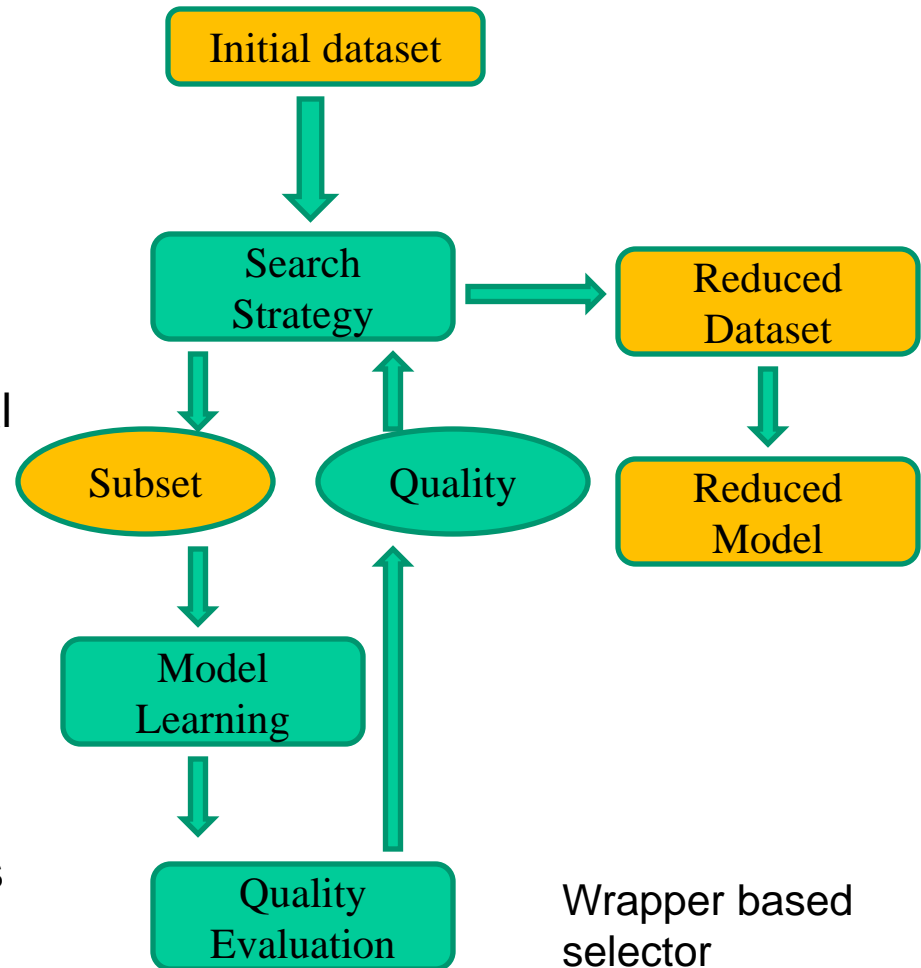 Initial dataset
Search
Strategy
Reduced
Dataset
l
Subset
Quality
Reduced
Model
Model
Learning
s
Quality
Evaluation
Wrapper based
selector